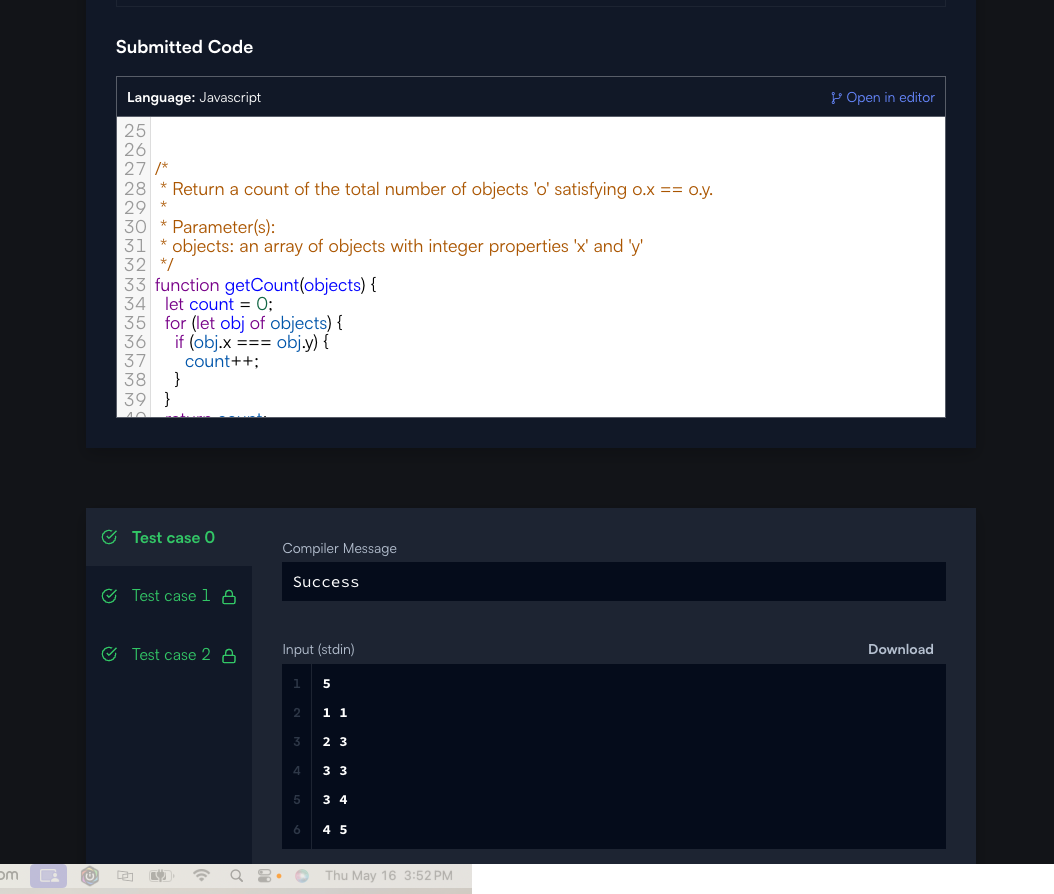 Submitted Code
Language: Javascript
Open in editor
25
26
27 /*
28  * Return a count of the total number of objects 'o' satisfying o.x == o.y.
29  *
30  * Parameter(s):
31  * objects: an array of objects with integer properties 'x' and 'y'
32  */
33 function getCount(objects) {
34   let count = 0;
35   for (let obj of objects) {
36     if (obj.x === obj.y) {
37       count++;
38     }
39   }
40   return count;
Test case 0
Compiler Message
Success
Test case 1
Test case 2
Input (stdin)
Download
1 5
2 1 1
3 2 3
4 3 3
5 3 4
6 4 5
om
Thu May 16 3:52 PM